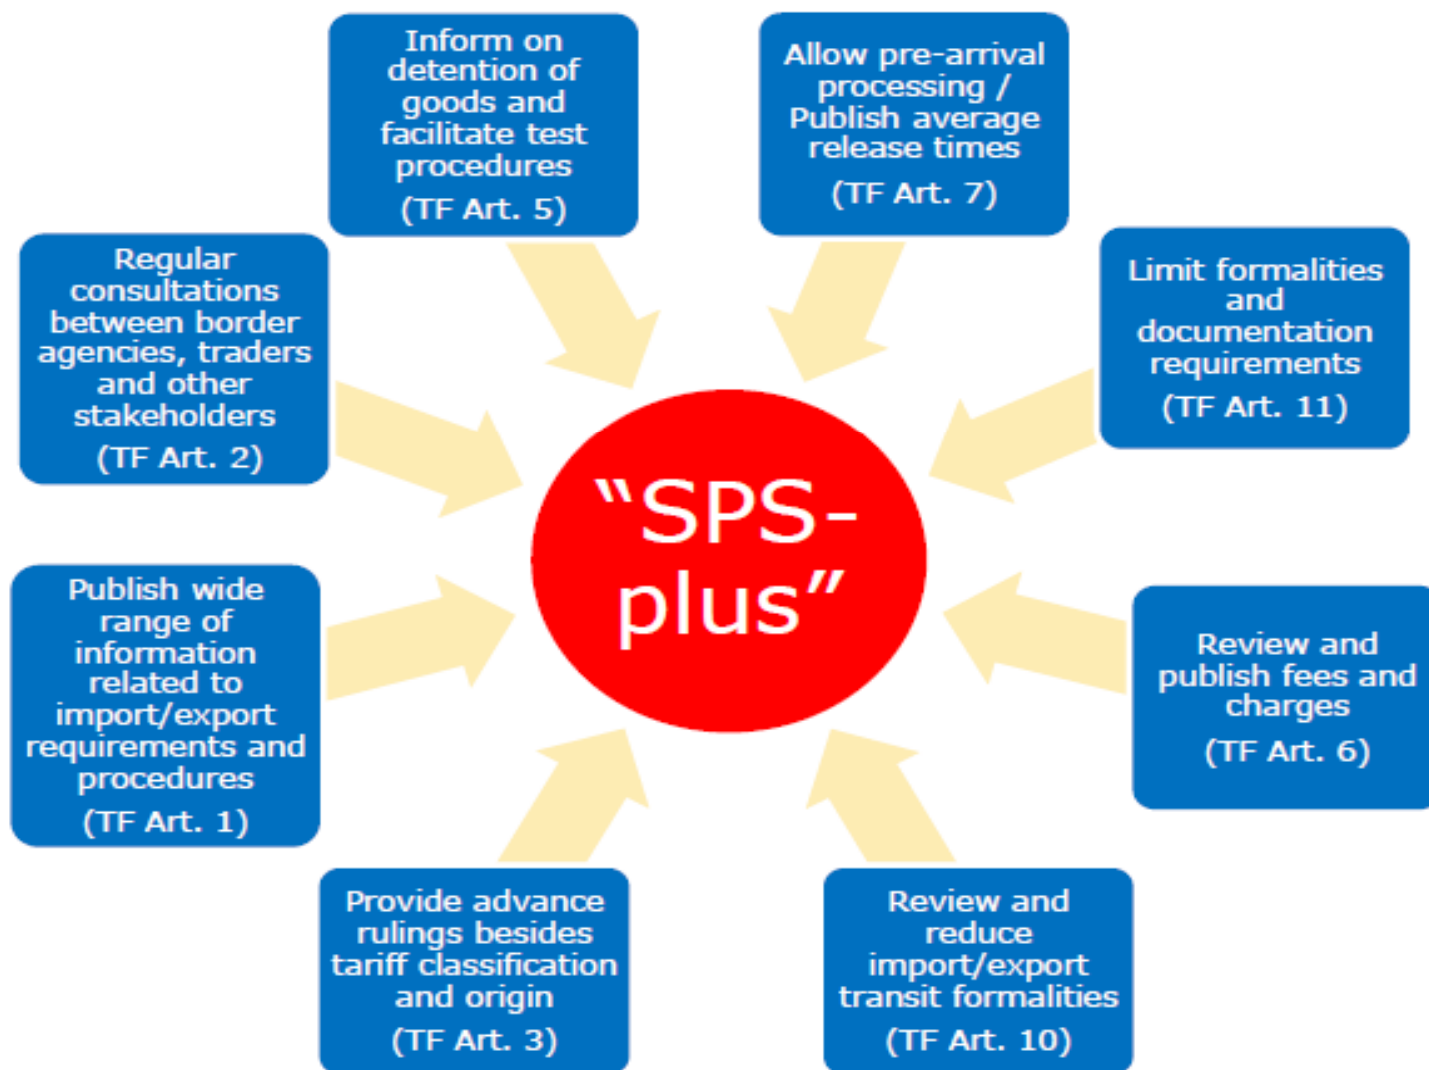 Inform on
detention of
goods and
facilitate test
procedures
(TF Art. 5)
Allow pre-arrival
processing /
Publish average
release times
(TF Art. 7)
Regular
consultations
between border
agencies, traders
and other
stakeholders
(TF Art. 2)
Limit formalities
and
documentation
requirements
(TF Art. 11)
“SPS-
plus”
Publish wide
range of
information
related to
import/export
requirements and
procedures
(TF Art. 1)
Review and
publish fees and
charges
(TF Art. 6)
Provide advance
rulings besides
tariff classification
and origin
(TF Art. 3)
Review and
reduce
import/export
transit formalities
(TF Art. 10)